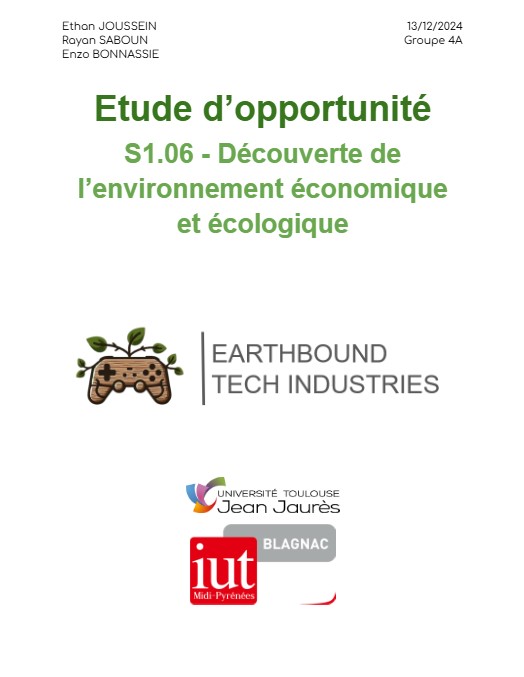 Ethan JOUSSEIN
13/12/2024
Rayan SABOUN
Groupe 4A
Enzo BONNASSIE
Etude d’opportunité
S1.06 - Découverte de
l’environnement économique
et écologique
EARTHBOUND
TECH INDUSTRIES
UNIVERSITÉ TOULOUSE
Jean Jaurès
BLAGNAC
iut
Midi-Pyrénées